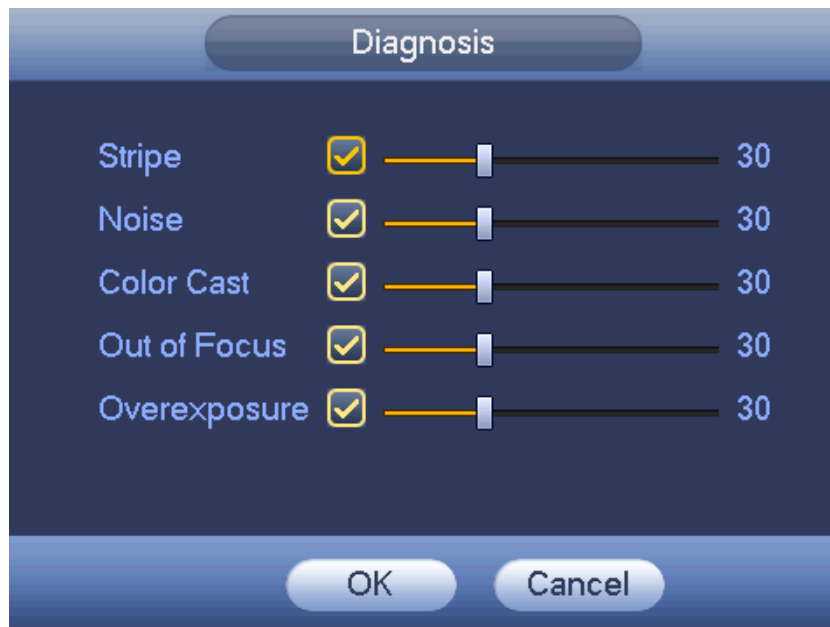 Diagnosis
Stripe 30
Noise 30
Color Cast 30
Out of Focus 30
Overexposure 30
OK Cancel